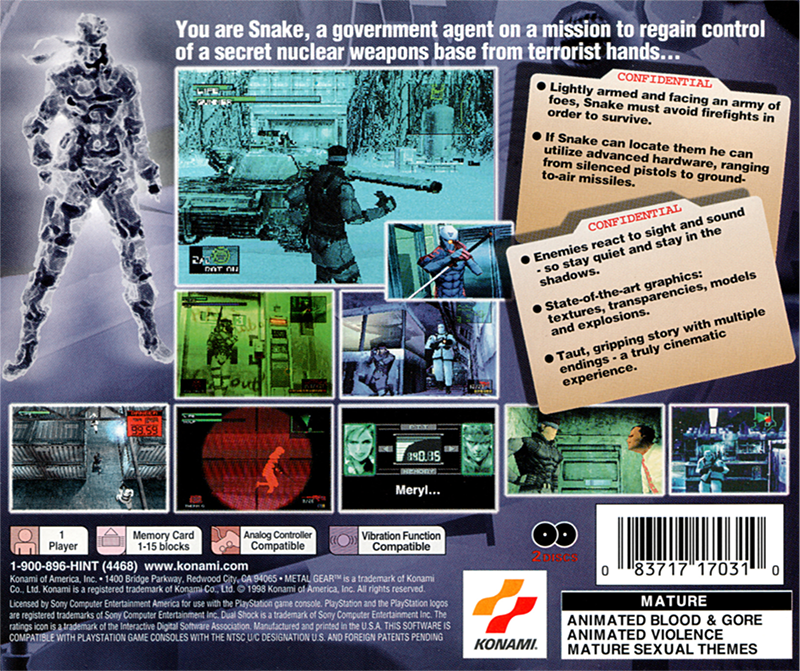 You are Snake, a government agent on a mission to regain control
of a secret nuclear weapons base from terrorist hands...
CONFIDENTIAL
● Lightly armed and facing an army of
foes, Snake must avoid firefights in
order to survive.
● If Snake can locate them he can
utilize advanced hardware, ranging
from silenced pistols to ground-
to-air missiles.
CONFIDENTIAL
● Enemies react to sight and sound
- so stay quiet and stay in the
shadows.
● State-of-the-art graphics:
textures, transparencies, models
and explosions.
● Taut, gripping story with multiple
endings - a truly cinematic
experience.
LIFE
99.59
140.15
MEMORY
Meryl...
1
Player
Memory Card
1-15 blocks
Analog Controller
Compatible
Vibration Function
Compatible
2 DISCS
1-900-896-HINT (4468) www.konami.com
Konami of America, Inc. • 1400 Bridge Parkway, Redwood City, CA 94065 • METAL GEAR™ is a trademark of Konami
Co., Ltd. Konami is a registered trademark of Konami Co., Ltd. © 1998 Konami of America, Inc. All rights reserved.
Licensed by Sony Computer Entertainment America for use with the PlayStation game console. PlayStation and the PlayStation logos
are registered trademarks of Sony Computer Entertainment Inc. Dual Shock is a trademark of Sony Computer Entertainment Inc. The
ratings icon is a trademark of the Interactive Digital Software Association. Manufactured and printed in the U.S.A. THIS SOFTWARE IS
COMPATIBLE WITH PLAYSTATION GAME CONSOLES WITH THE NTSC U/C DESIGNATION U.S. AND FOREIGN PATENTS PENDING
KONAMI.
0 83717 17031 0
MATURE
ANIMATED BLOOD & GORE
ANIMATED VIOLENCE
MATURE SEXUAL THEMES